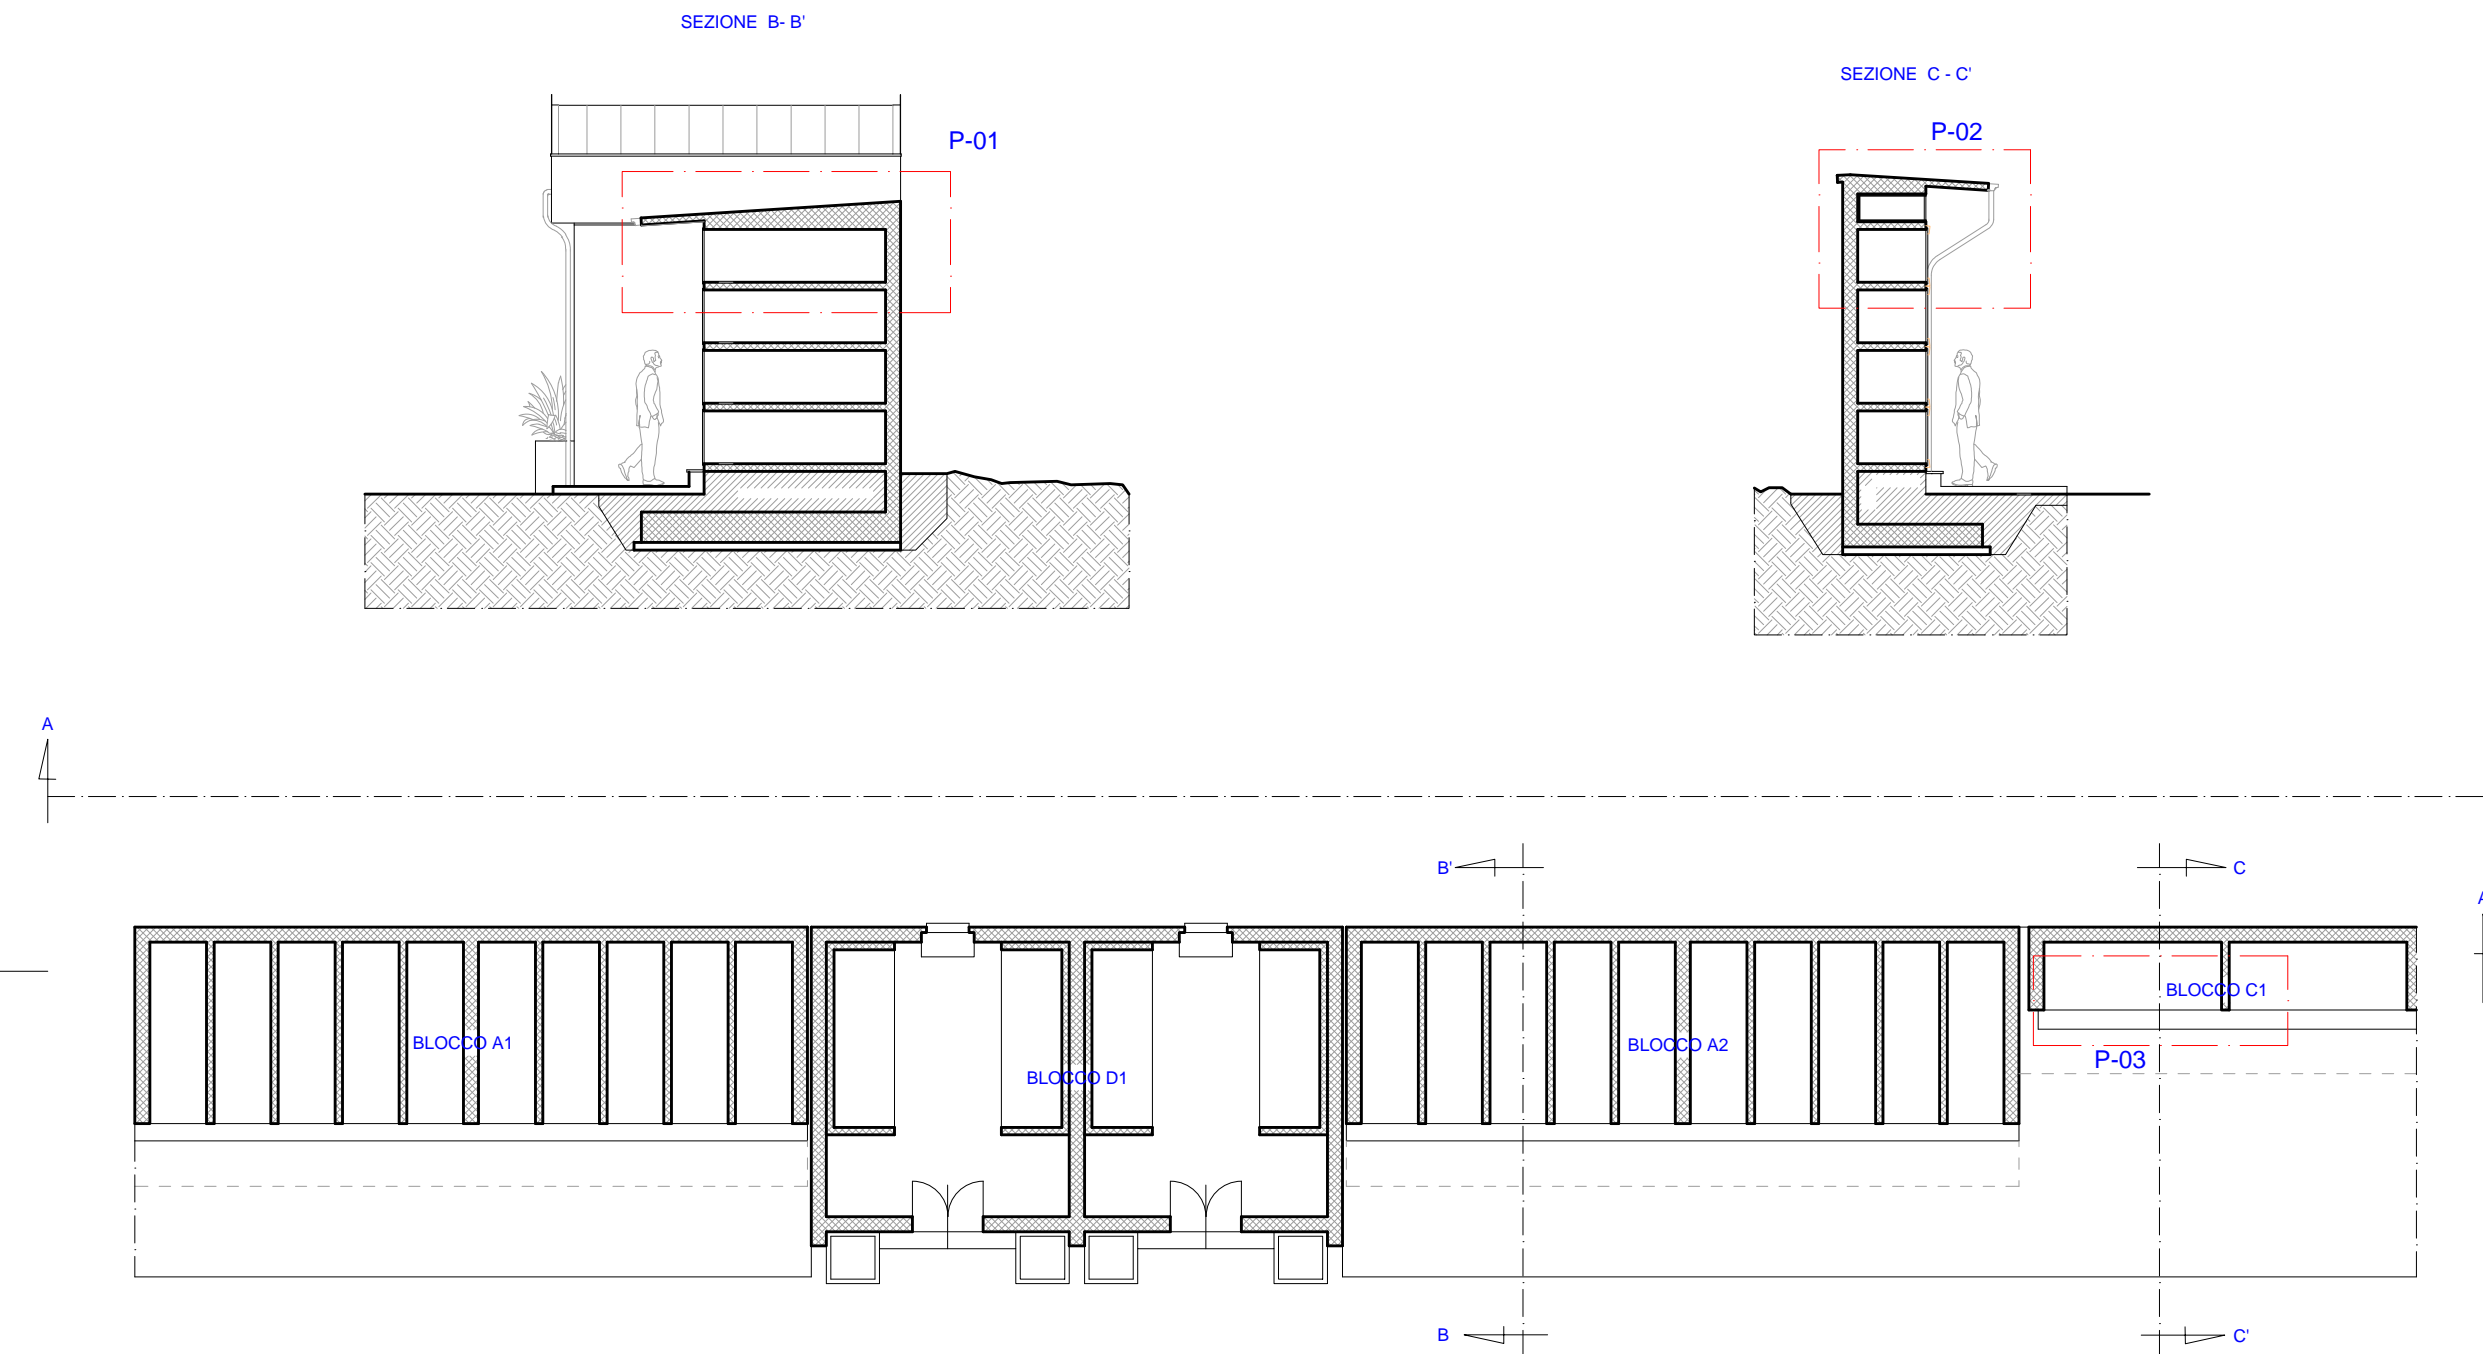 SEZIONE B- B'
SEZIONE C - C'
P-01
P-02
A
B'
C
A
BLOCCO A1
BLOCCO D1
BLOCCO A2
BLOCCO C1
P-03
B
C'